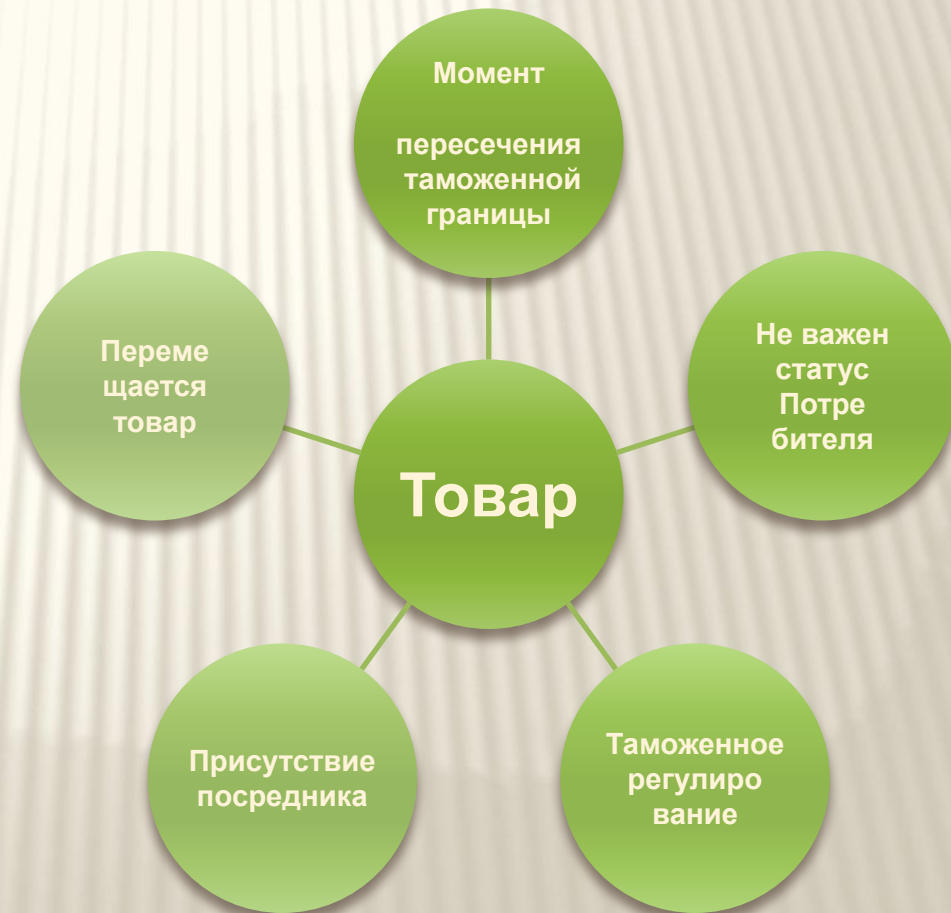 Момент
пересечения
таможенной
границы
Не важен
статус
Потре
бителя
Переме
щается
товар
Товар
Таможенное
регулиро
вание
Присутствие
посредника